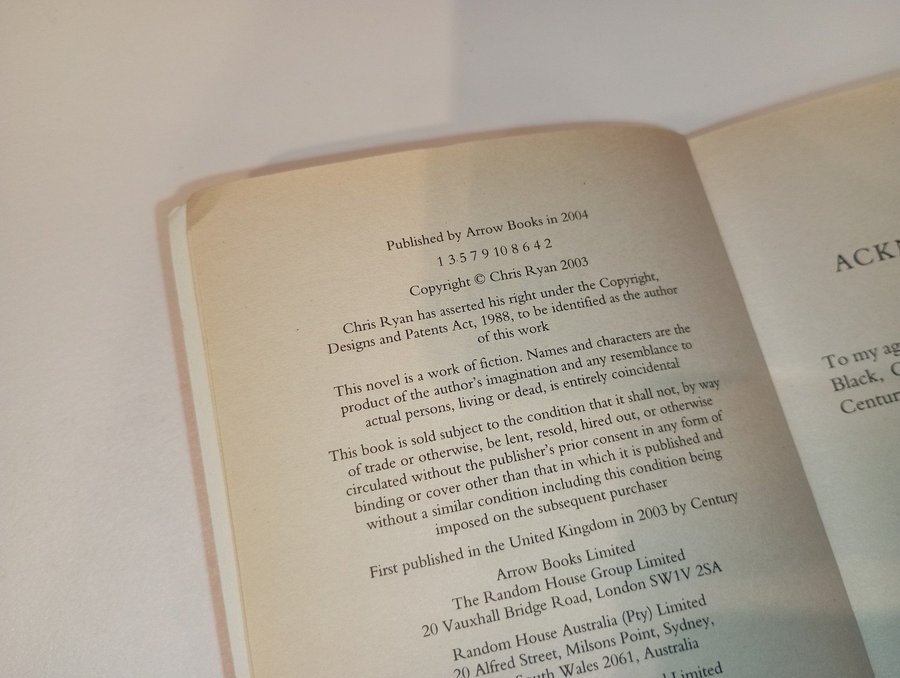 Published by Arrow Books in 2004
1 3 5 7 9 10 8 6 4 2
Copyright © Chris Ryan 2003
Chris Ryan has asserted his right under the Copyright,
Designs and Patents Act, 1988, to be identified as the author
of this work
This novel is a work of fiction. Names and characters are the
product of the author's imagination and any resemblance to
actual persons, living or dead, is entirely coincidental
This book is sold subject to the condition that it shall not, by way
of trade or otherwise, be lent, resold, hired out, or otherwise
circulated without the publisher's prior consent in any form of
binding or cover other than that in which it is published and
without a similar condition including this condition being
imposed on the subsequent purchaser
First published in the United Kingdom in 2003 by Century
Arrow Books Limited
The Random House Group Limited
20 Vauxhall Bridge Road, London SW1V 2SA
Random House Australia (Pty) Limited
20 Alfred Street, Milsons Point, Sydney,
South Wales 2061, Australia
Limited
ACK
To my ag
Black, C
Centur